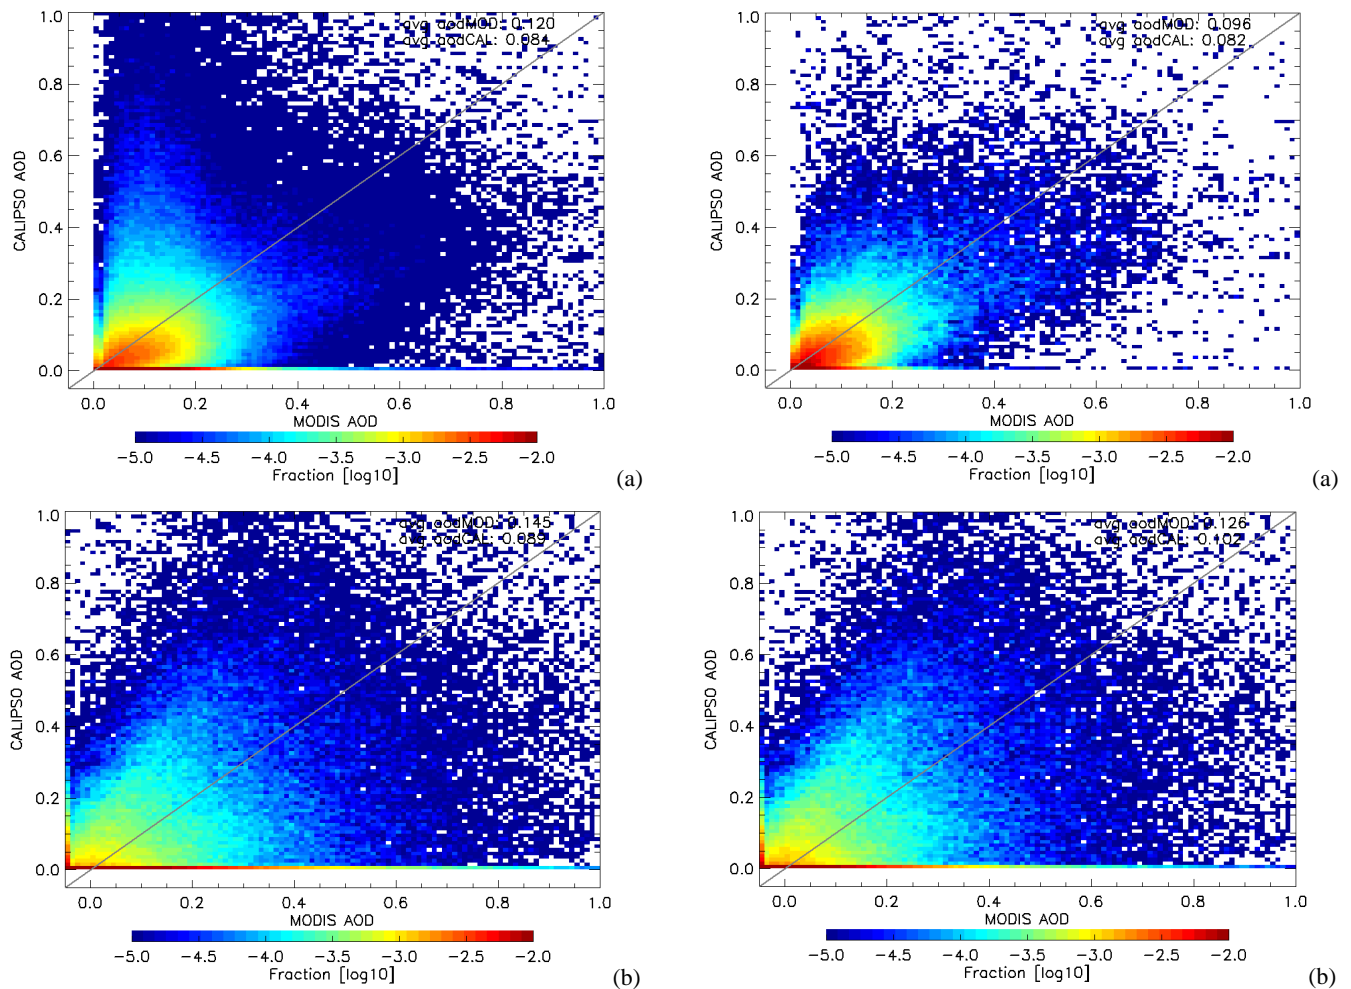 avg aodMOD: 0.120
avg aodCAL: 0.084
1.0
0.8
0.6
0.4
0.2
0.0
CALIPSO AOD
0.0 0.2 0.4 0.6 0.8 1.0
MODIS AOD
−5.0 −4.5 −4.0 −3.5 −3.0 −2.5 −2.0
Fraction [log10]
(a)
avg aodMOD: 0.096
avg aodCAL: 0.082
1.0
0.8
0.6
0.4
0.2
0.0
CALIPSO AOD
0.0 0.2 0.4 0.6 0.8 1.0
MODIS AOD
−5.0 −4.5 −4.0 −3.5 −3.0 −2.5 −2.0
Fraction [log10]
(a)
avg aodMOD: 0.145
avg aodCAL: 0.089
1.0
0.8
0.6
0.4
0.2
0.0
CALIPSO AOD
0.0 0.2 0.4 0.6 0.8 1.0
MODIS AOD
−5.0 −4.5 −4.0 −3.5 −3.0 −2.5 −2.0
Fraction [log10]
(b)
avg aodMOD: 0.126
avg aodCAL: 0.102
1.0
0.8
0.6
0.4
0.2
0.0
CALIPSO AOD
0.0 0.2 0.4 0.6 0.8 1.0
MODIS AOD
−5.0 −4.5 −4.0 −3.5 −3.0 −2.5 −2.0
Fraction [log10]
(b)